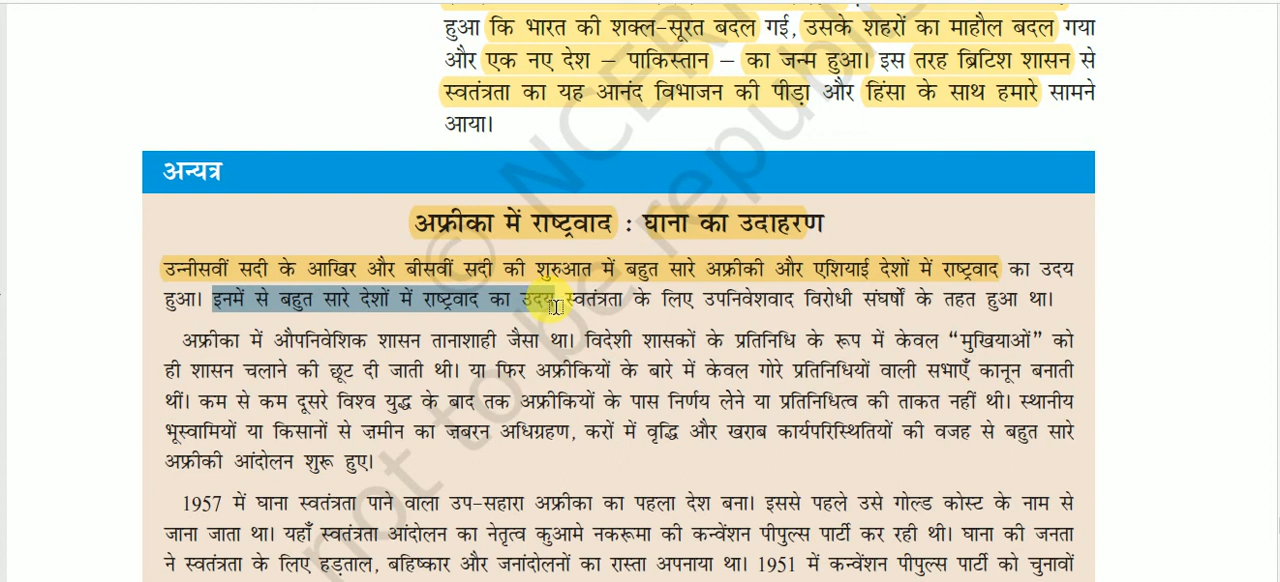 हुआ कि भारत की शक्ल-सूरत बदल गई, उसके शहरों का माहौल बदल गया
और एक नए देश – पाकिस्तान – का जन्म हुआ। इस तरह ब्रिटिश शासन से
स्वतंत्रता का यह आनंद विभाजन की पीड़ा और हिंसा के साथ हमारे सामने
आया।
अन्यत्र
अफ्रीका में राष्ट्रवाद : घाना का उदाहरण
उन्नीसवीं सदी के आखिर और बीसवीं सदी की शुरुआत में बहुत सारे अफ्रीकी और एशियाई देशों में राष्ट्रवाद का उदय
हुआ। इनमें से बहुत सारे देशों में राष्ट्रवाद का उदय स्वतंत्रता के लिए उपनिवेशवाद विरोधी संघर्षों के तहत हुआ था।
अफ्रीका में औपनिवेशिक शासन तानाशाही जैसा था। विदेशी शासकों के प्रतिनिधि के रूप में केवल “मुखियाओं” को
ही शासन चलाने की छूट दी जाती थी। या फिर अफ्रीकियों के बारे में केवल गोरे प्रतिनिधियों वाली सभाएँ कानून बनाती
थीं। कम से कम दूसरे विश्व युद्ध के बाद तक अफ्रीकियों के पास निर्णय लेने या प्रतिनिधित्व की ताकत नहीं थी। स्थानीय
भूस्वामियों या किसानों से ज़मीन का जबरन अधिग्रहण, करों में वृद्धि और खराब कार्यपरिस्थितियों की वजह से बहुत सारे
अफ्रीकी आंदोलन शुरू हुए।
1957 में घाना स्वतंत्रता पाने वाला उप-सहारा अफ्रीका का पहला देश बना। इससे पहले उसे गोल्ड कोस्ट के नाम से
जाना जाता था। यहाँ स्वतंत्रता आंदोलन का नेतृत्व कुआमे नकरूमा की कन्वेंशन पीपुल्स पार्टी कर रही थी। घाना की जनता
ने स्वतंत्रता के लिए हड़ताल, बहिष्कार और जनांदोलनों का रास्ता अपनाया था। 1951 में कन्वेंशन पीपुल्स पार्टी को चुनावों
© NCERT
not to be republis